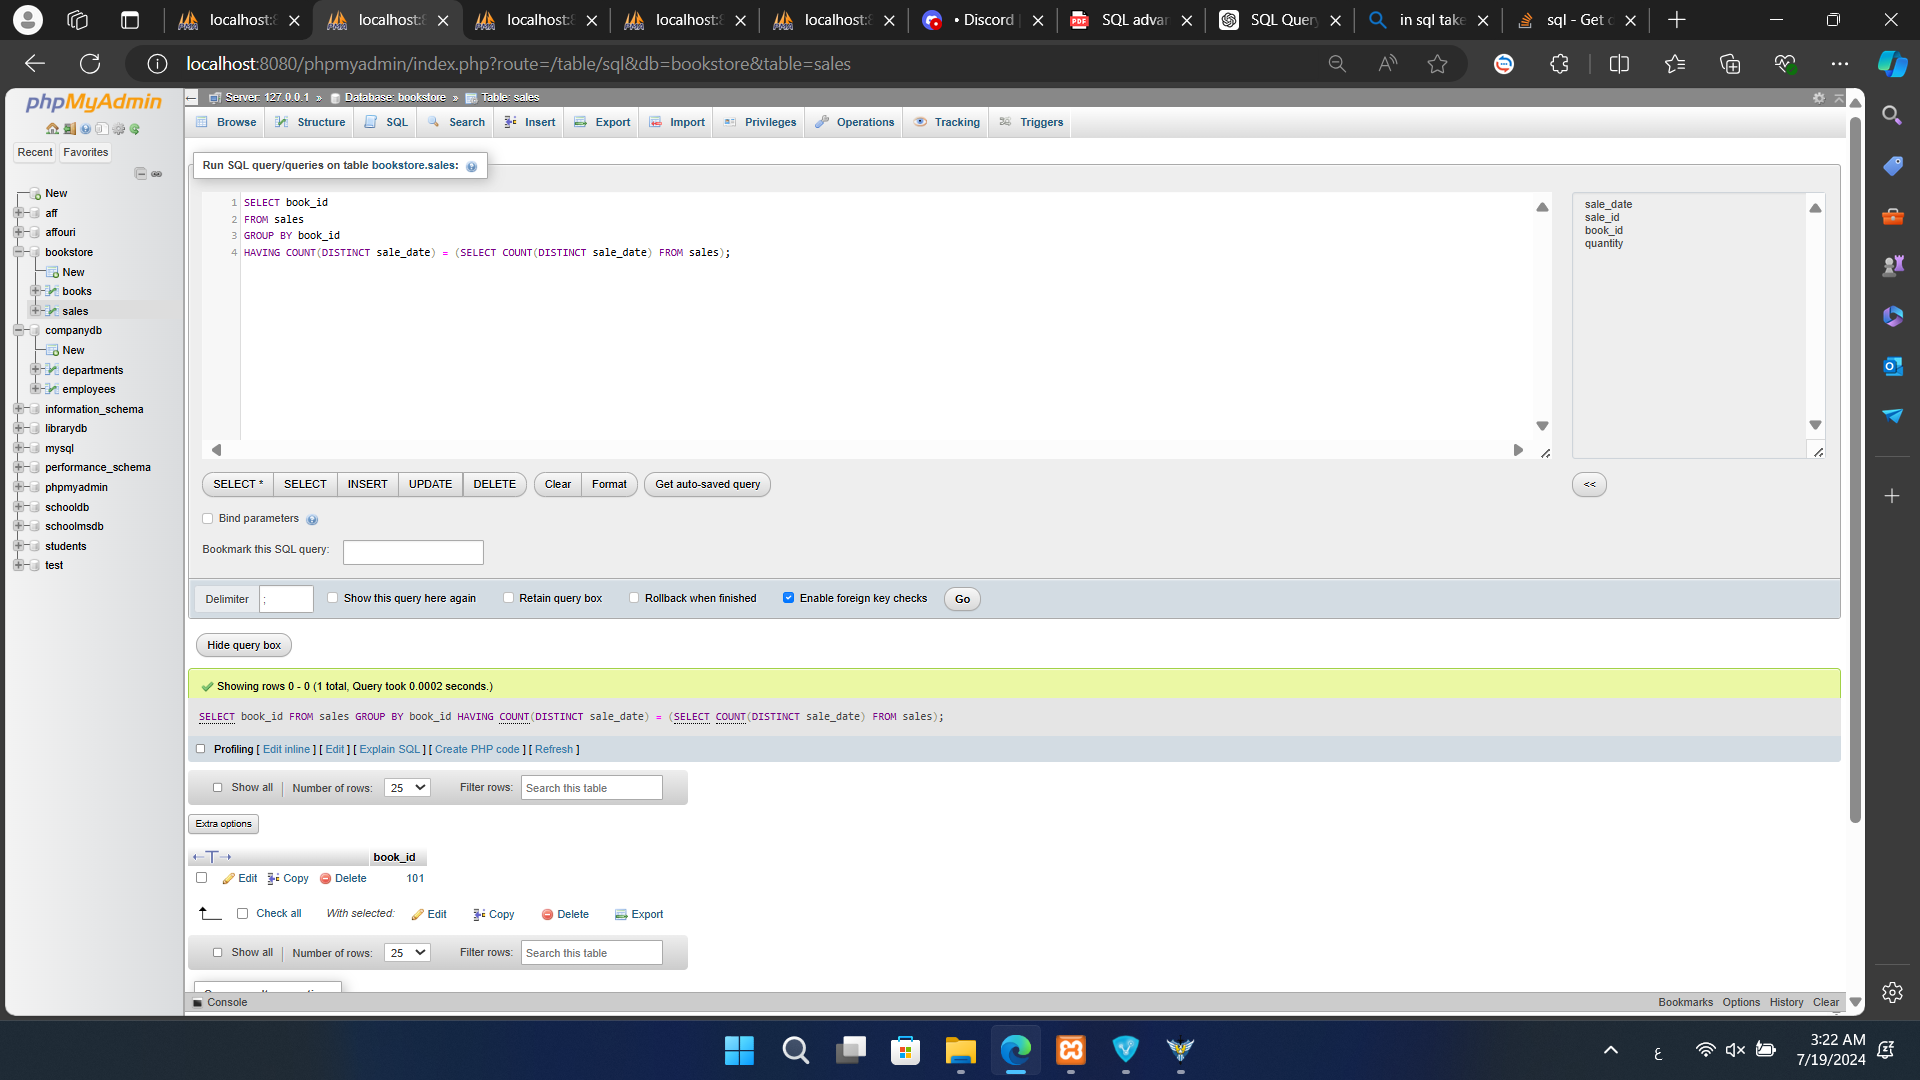 localhost:8
localhost:8
localhost:8
localhost:8
localhost:8
• Discord |
SQL advan
SQL Query
in sql take
sql - Get c
localhost:8080/phpmyadmin/index.php?route=/table/sql&db=bookstore&table=sales
phpMyAdmin
Recent
Favorites
New
aff
affouri
bookstore
New
books
sales
companydb
New
departments
employees
information_schema
librarydb
mysql
performance_schema
phpmyadmin
schooldb
schoolmsdb
students
test
Server: 127.0.0.1 » Database: bookstore » Table: sales
Browse
Structure
SQL
Search
Insert
Export
Import
Privileges
Operations
Tracking
Triggers
Run SQL query/queries on table bookstore.sales:
1 SELECT book_id
2 FROM sales
3 GROUP BY book_id
4 HAVING COUNT(DISTINCT sale_date) = (SELECT COUNT(DISTINCT sale_date) FROM sales);
sale_date
sale_id
book_id
quantity
SELECT * SELECT INSERT UPDATE DELETE Clear Format Get auto-saved query <<
Bind parameters
Bookmark this SQL query:
Delimiter ; Show this query here again Retain query box Rollback when finished Enable foreign key checks Go
Hide query box
Showing rows 0 - 0 (1 total, Query took 0.0002 seconds.)
SELECT book_id FROM sales GROUP BY book_id HAVING COUNT(DISTINCT sale_date) = (SELECT COUNT(DISTINCT sale_date) FROM sales);
Profiling [ Edit inline ] [ Edit ] [ Explain SQL ] [ Create PHP code ] [ Refresh ]
Show all | Number of rows: 25 Filter rows: Search this table
Extra options
←T→ book_id
Edit Copy Delete 101
Check all With selected: Edit Copy Delete Export
Show all | Number of rows: 25 Filter rows: Search this table
Console
Bookmarks Options History Clear
ع
3:22 AM
7/19/2024